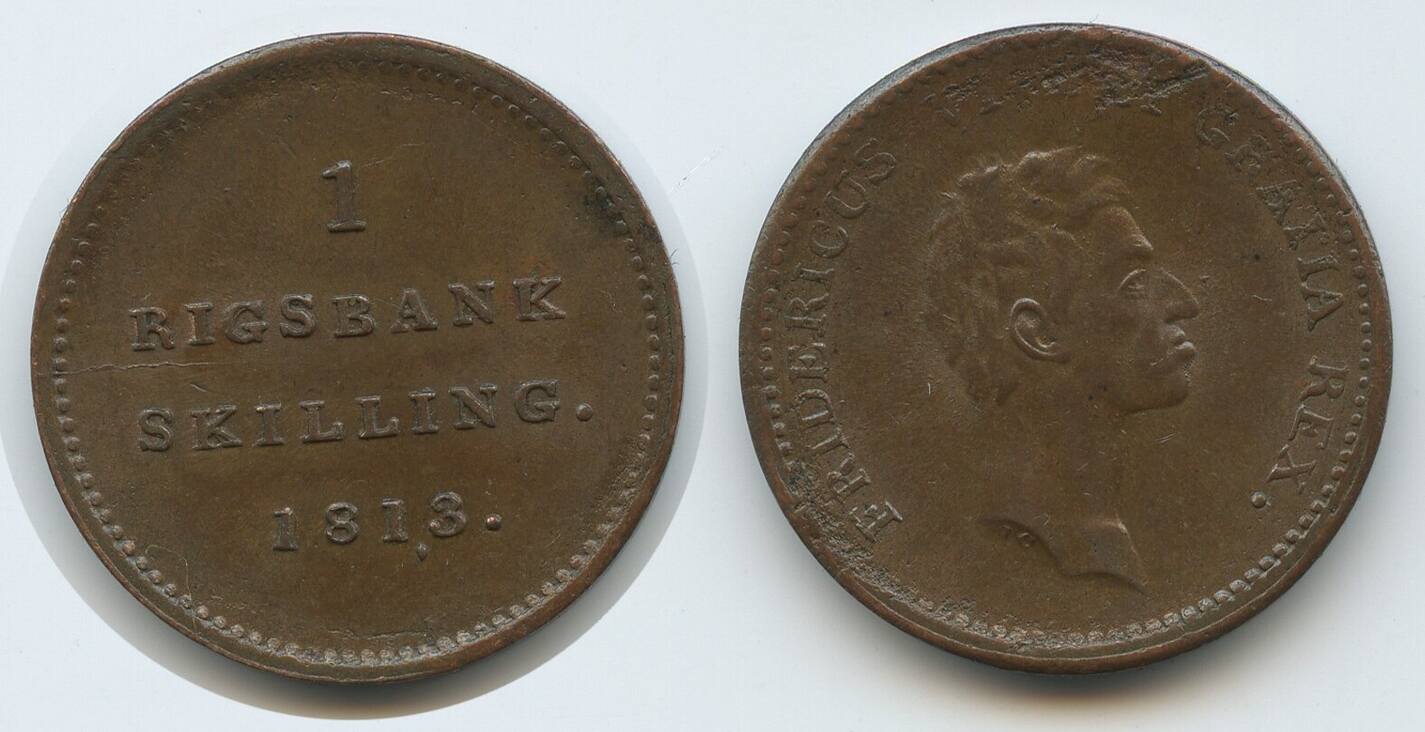 1
RIGSBANK
SKILLING.
1813.
FRIDERICUS GRATIA REX.